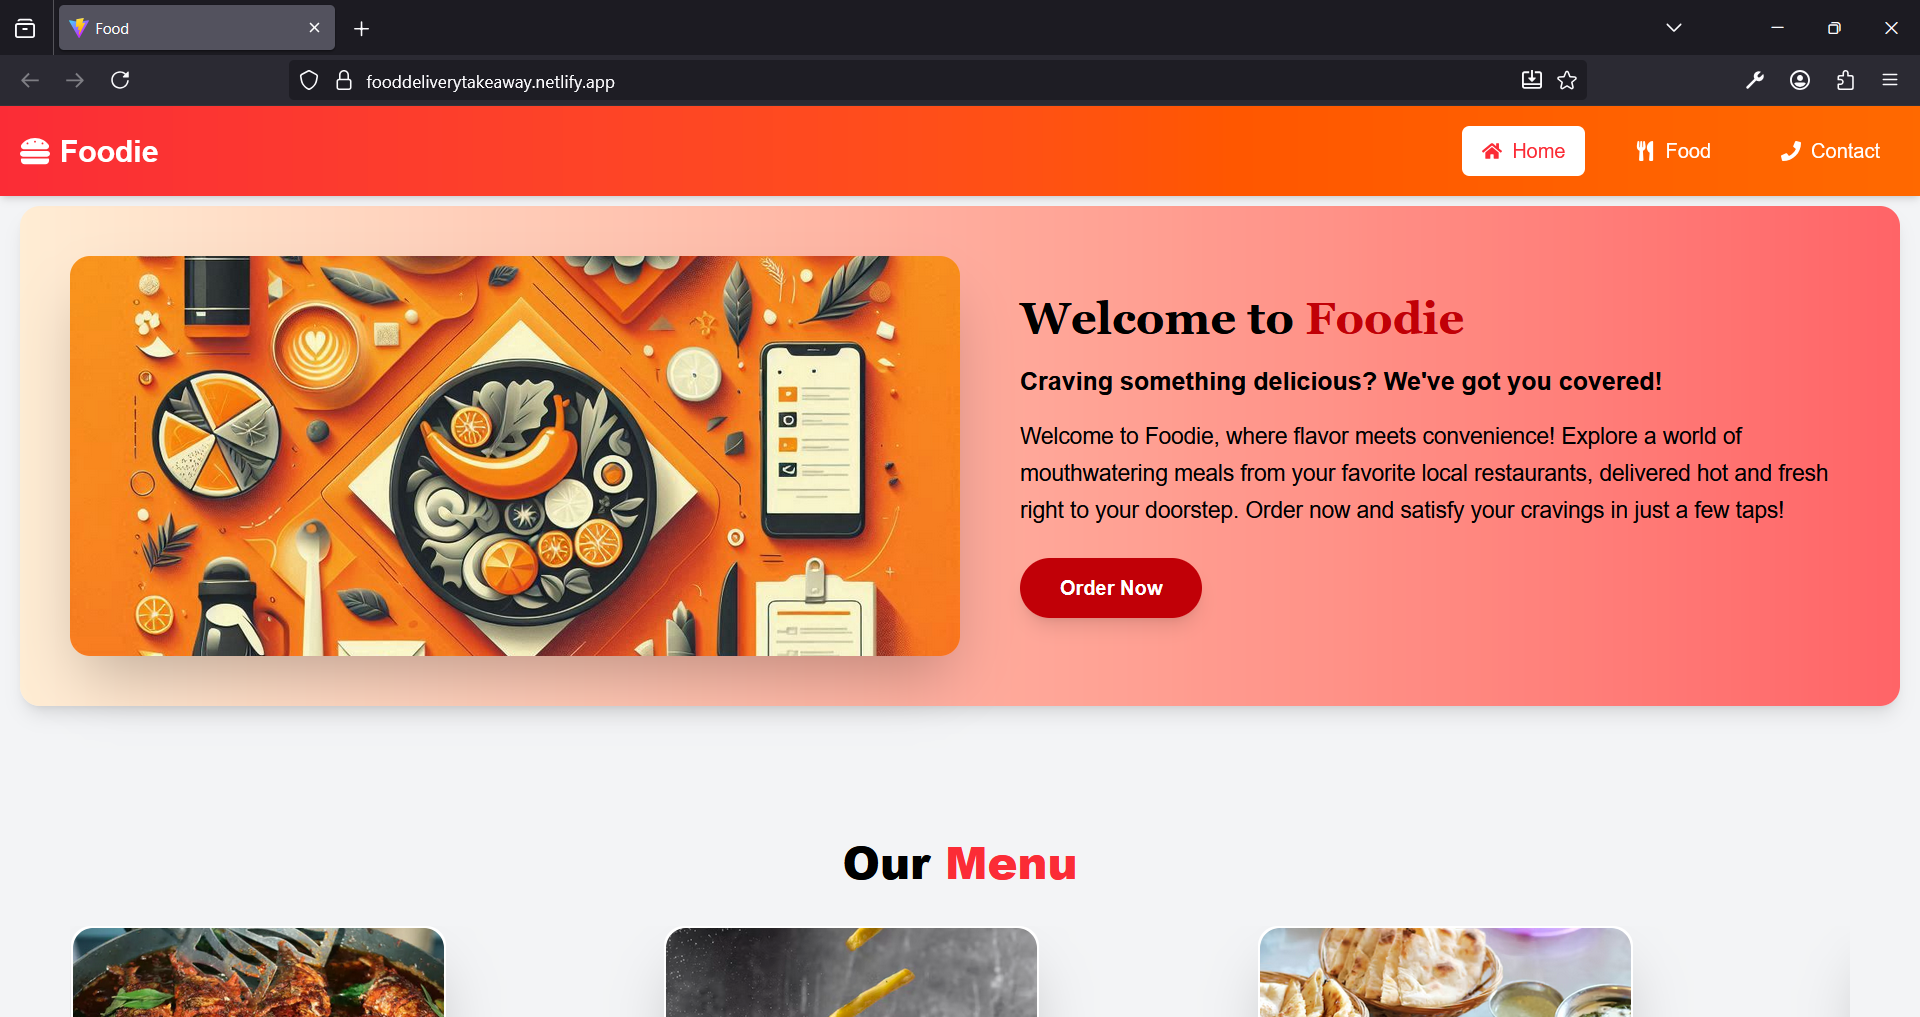 Food
fooddeliverytakeaway.netlify.app
Foodie
Home
Food
Contact
Welcome to Foodie
Craving something delicious? We've got you covered!
Welcome to Foodie, where flavor meets convenience! Explore a world of
mouthwatering meals from your favorite local restaurants, delivered hot and fresh
right to your doorstep. Order now and satisfy your cravings in just a few taps!
Order Now
Our Menu